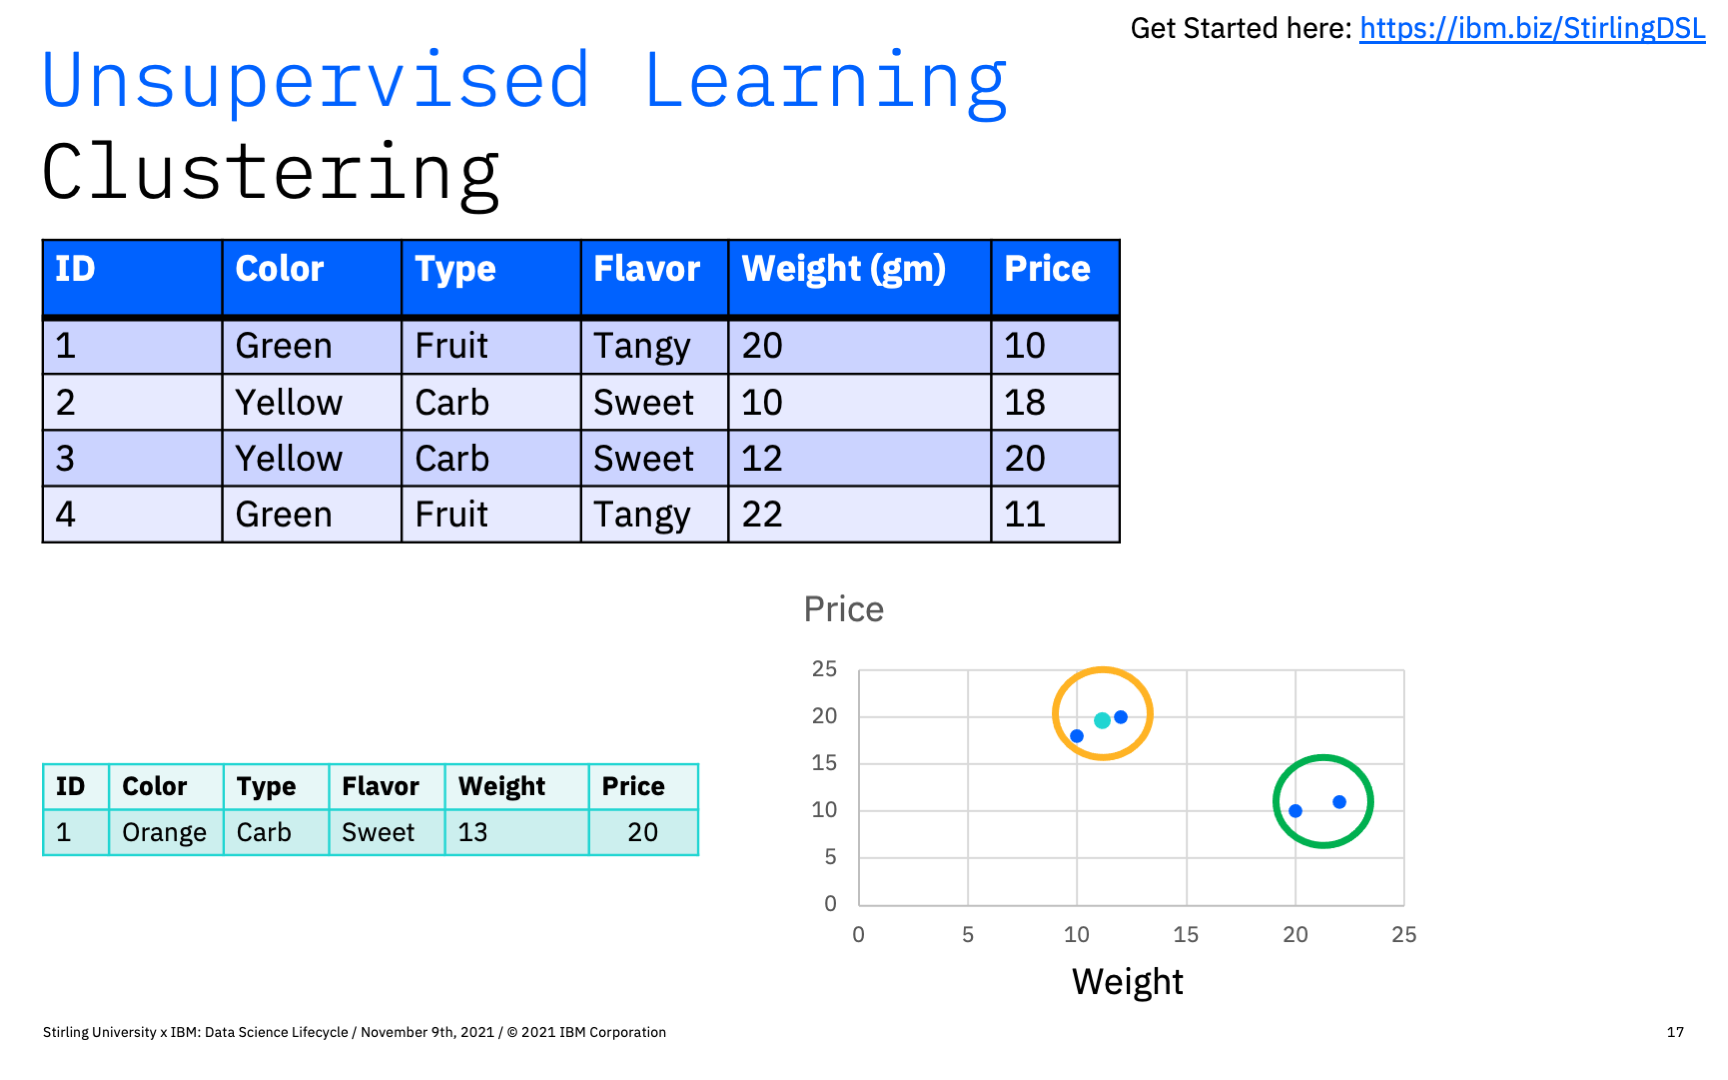 Get Started here: https://ibm.biz/StirlingDSL
Unsupervised Learning
Clustering
ID Color Type Flavor Weight (gm) Price
1 Green Fruit Tangy 20 10
2 Yellow Carb Sweet 10 18
3 Yellow Carb Sweet 12 20
4 Green Fruit Tangy 22 11
ID Color Type Flavor Weight Price
1 Orange Carb Sweet 13 20
Price
25
20
15
10
5
0
0 5 10 15 20 25
Weight
Stirling University x IBM: Data Science Lifecycle / November 9th, 2021 / © 2021 IBM Corporation
17